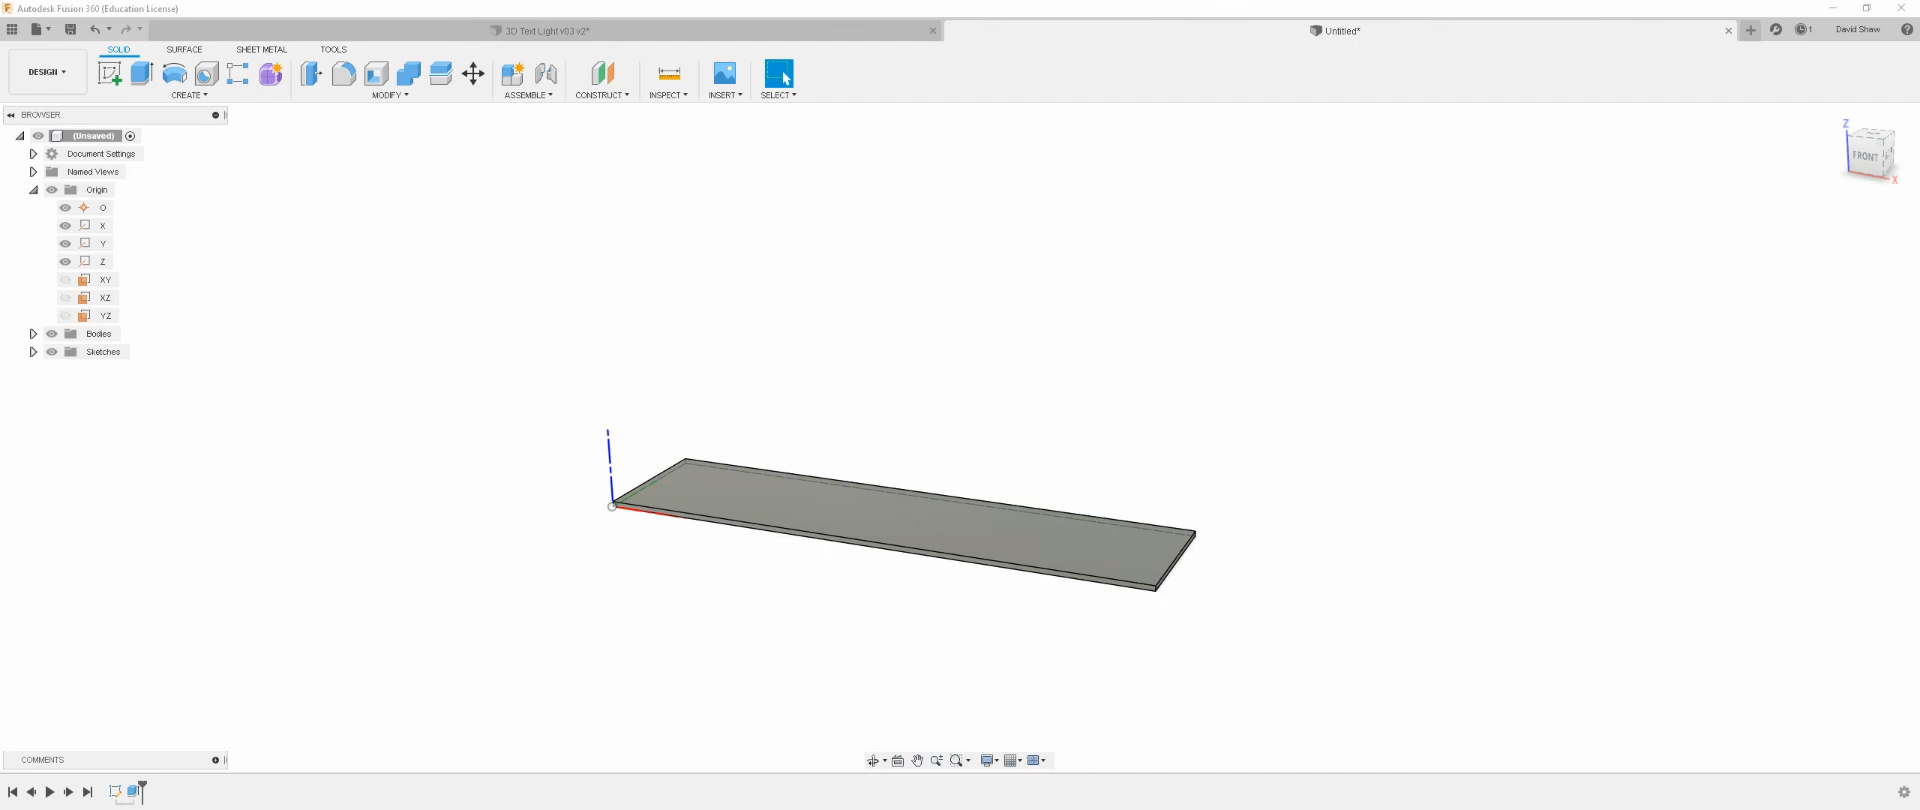 Autodesk Fusion 360 (Education License)
3D Text Light v03 v2*
Untitled*
1
David Shaw
SOLID
SURFACE
SHEET METAL
TOOLS
DESIGN
CREATE
MODIFY
ASSEMBLE
CONSTRUCT
INSPECT
INSERT
SELECT
BROWSER
(Unsaved)
Document Settings
Named Views
Origin
O
X
Y
Z
XY
XZ
YZ
Bodies
Sketches
Z
FRONT
X
COMMENTS